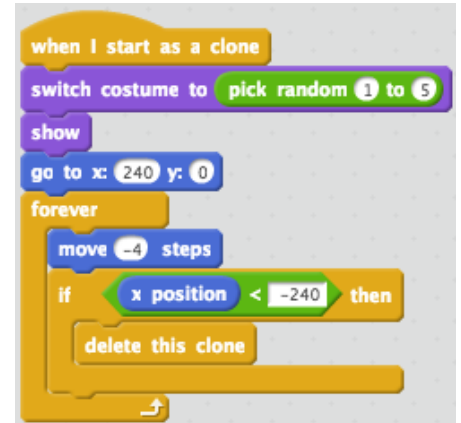 when I start as a clone
switch costume to pick random 1 to 5
show
go to x: 240 y: 0
forever
move -4 steps
if x position < -240 then
delete this clone